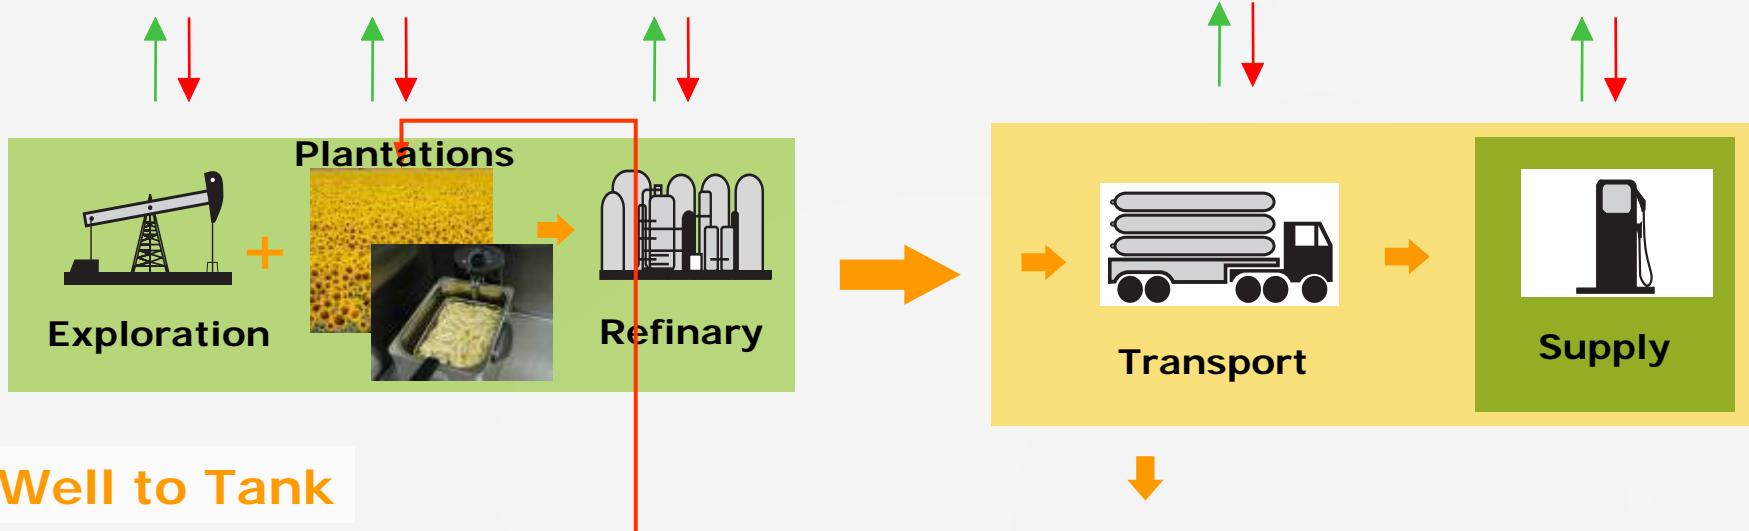 Plantations
Exploration
Refinary
Transport
Supply
Well to Tank